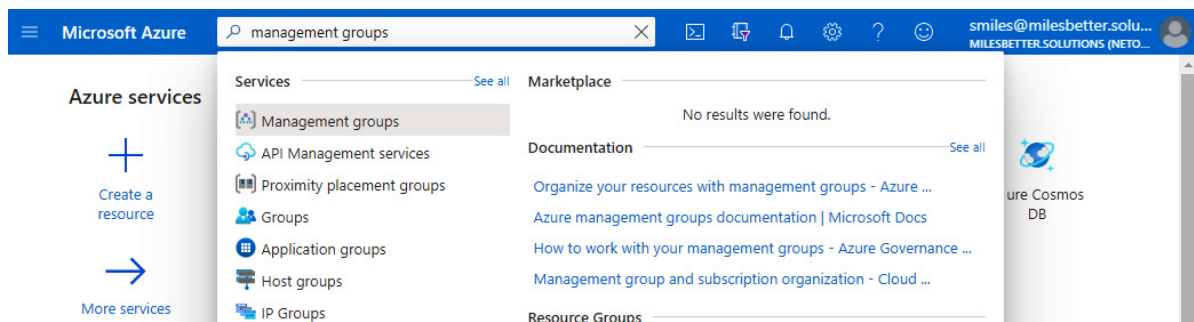 Microsoft Azure
management groups
smiles@milesbetter.solu...
MILESBETTER.SOLUTIONS (NETO...
Azure services
Create a
resource
More services
Services
See all
Management groups
API Management services
Proximity placement groups
Groups
Application groups
Host groups
IP Groups
Marketplace
No results were found.
Documentation
See all
Organize your resources with management groups - Azure ...
Azure management groups documentation | Microsoft Docs
How to work with your management groups - Azure Governance ...
Management group and subscription organization - Cloud ...
Resource Groups
ure Cosmos
DB